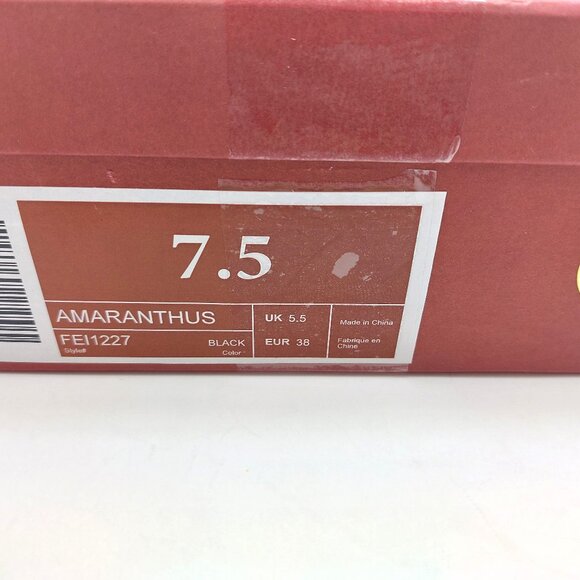 7.5
AMARANTHUS
UK 5.5
Made in China
FEI1227
BLACK
EUR 38
Fabriqué en
Chine
Style#
Color